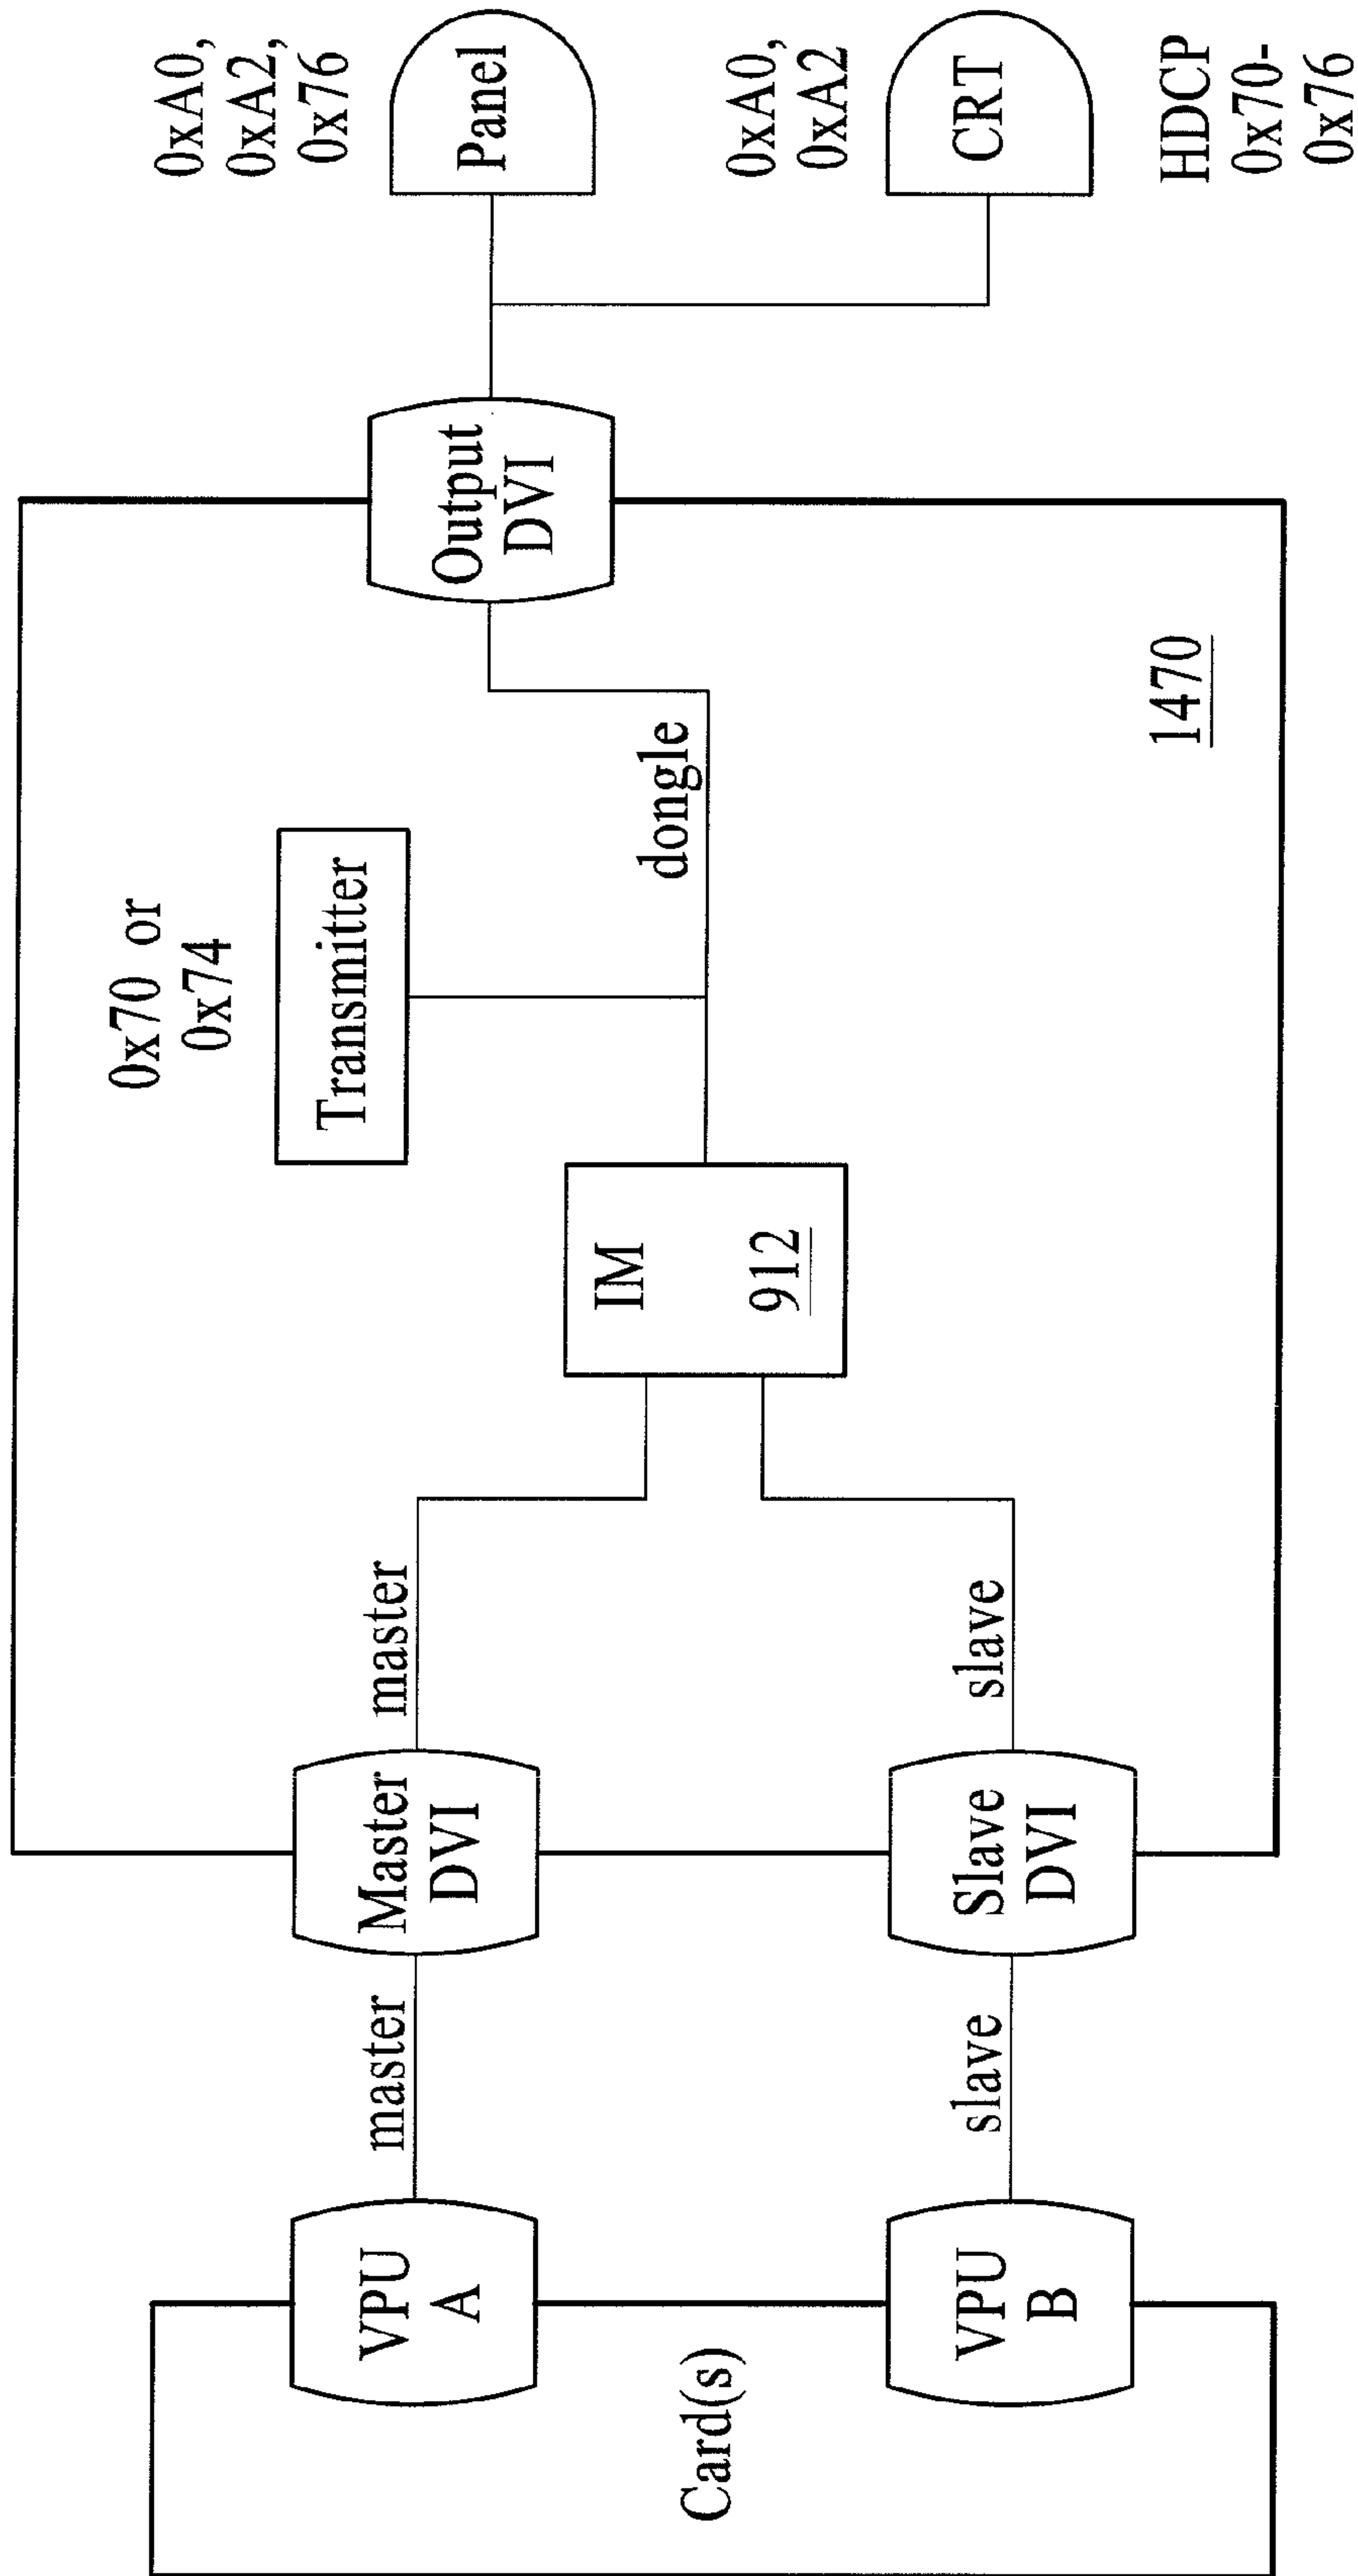 0xA0,
0xA2,
0x76
Panel
0xA0,
0xA2
CRT
HDCP
0x70-
0x76
Output
DVI
0x70 or
0x74
Transmitter
dongle
1470
IM
912
master
slave
Master
DVI
Slave
DVI
master
slave
VPU
A
VPU
B
Card(s)